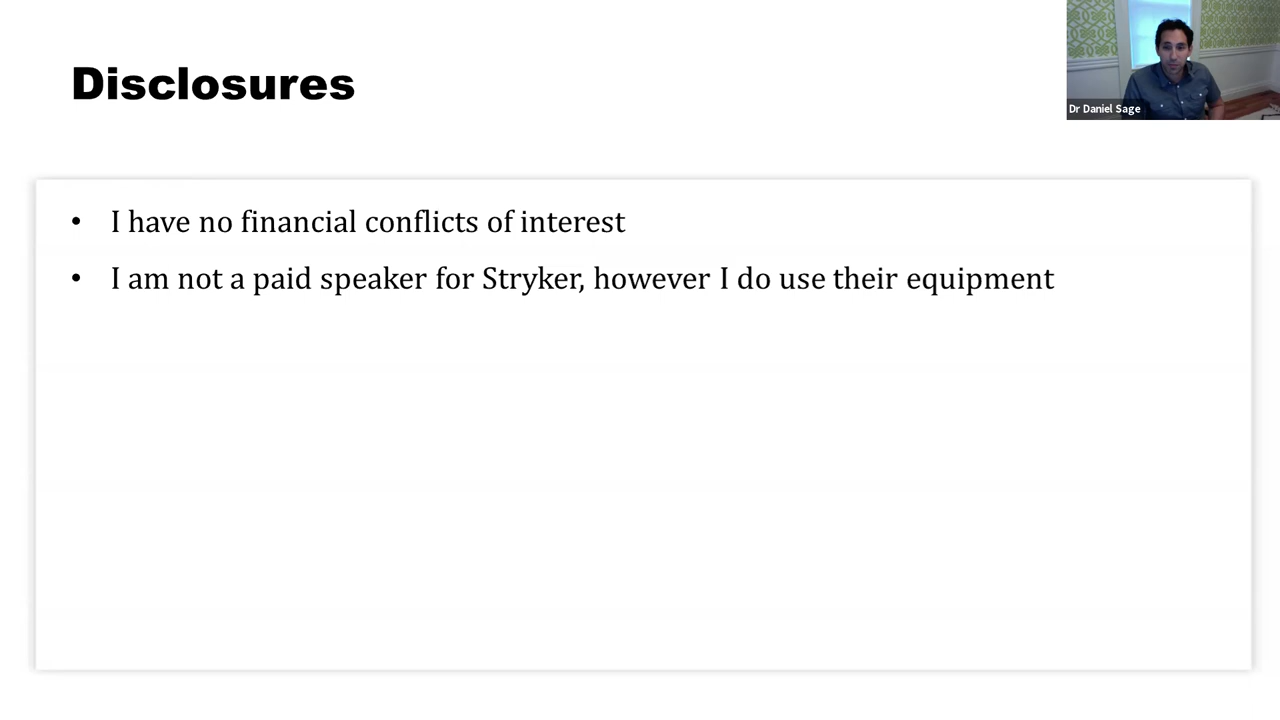 Disclosures
Dr Daniel Sage
• I have no financial conflicts of interest
• I am not a paid speaker for Stryker, however I do use their equipment